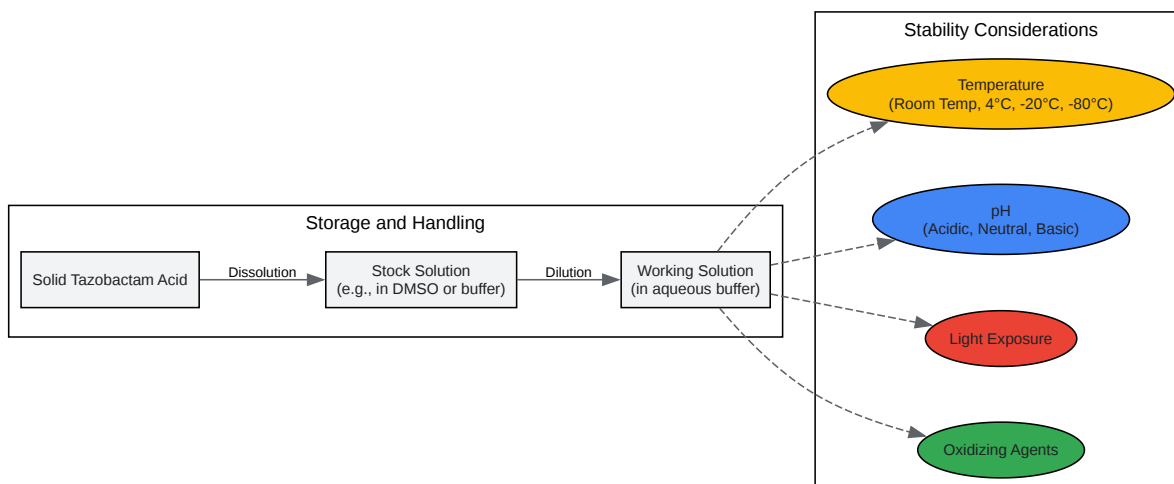 Stability Considerations
Temperature
(Room Temp, 4°C, -20°C, -80°C)
pH
(Acidic, Neutral, Basic)
Storage and Handling
Solid Tazobactam Acid
Dissolution
Stock Solution
(e.g., in DMSO or buffer)
Dilution
Working Solution
(in aqueous buffer)
Light Exposure
Oxidizing Agents